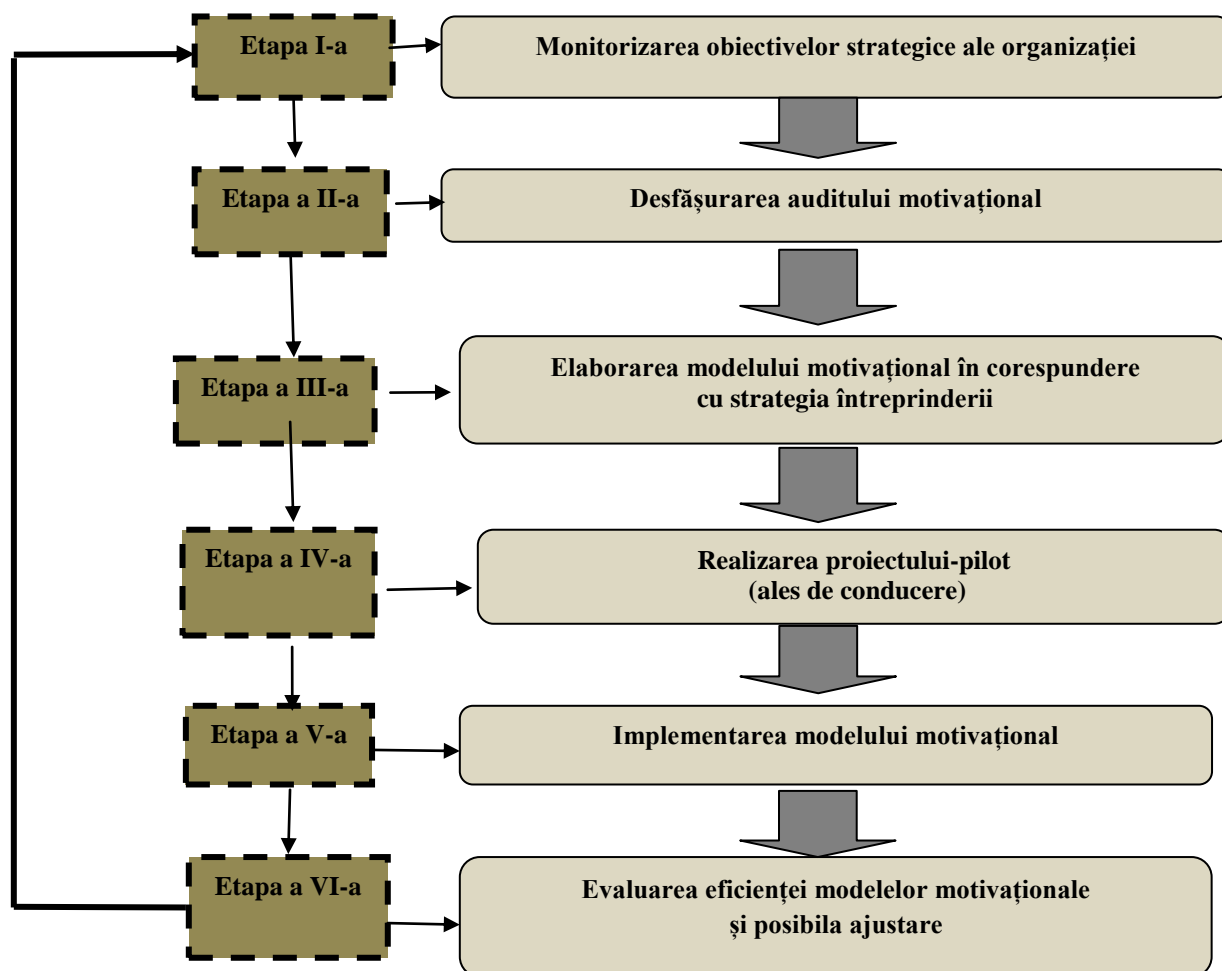 Etapa I-a
Monitorizarea obiectivelor strategice ale organizației
Etapa a II-a
Desfășurarea auditului motivațional
Etapa a III-a
Elaborarea modelului motivațional în corespundere
cu strategia întreprinderii
Etapa a IV-a
Realizarea proiectului-pilot
(ales de conducere)
Etapa a V-a
Implementarea modelului motivațional
Etapa a VI-a
Evaluarea eficienței modelelor motivaționale
și posibila ajustare